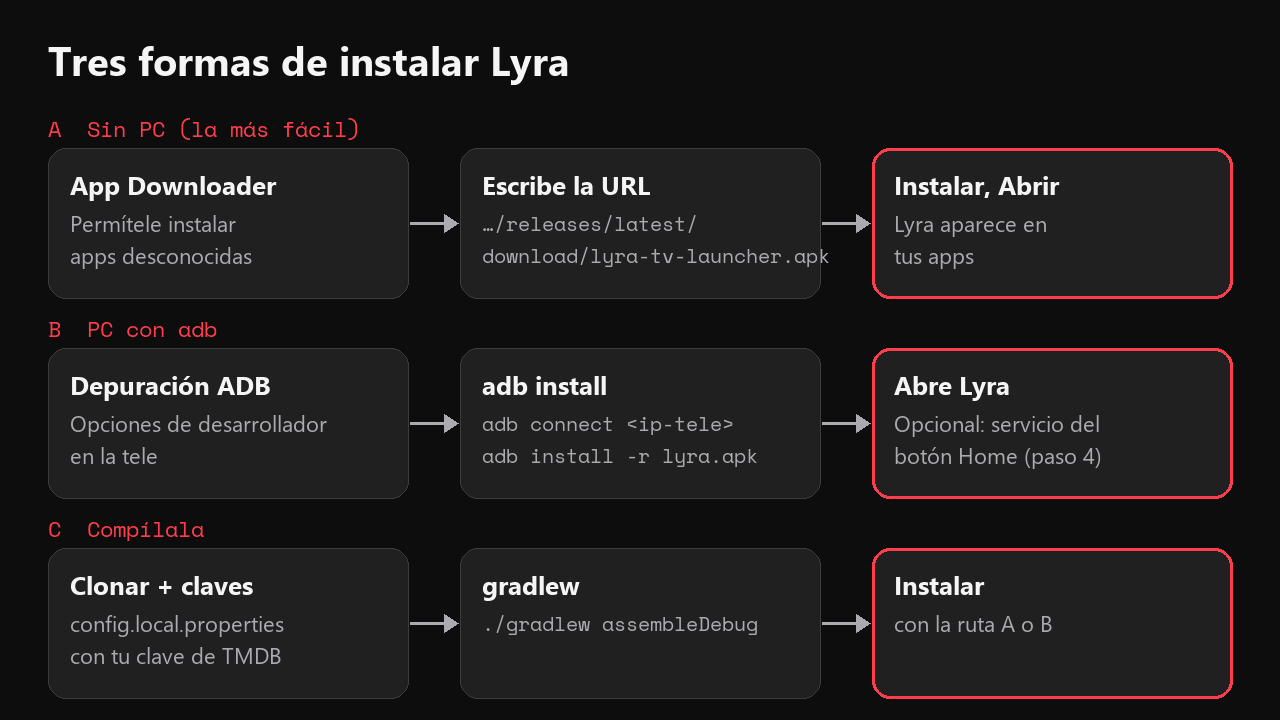 Tres formas de instalar Lyra
A Sin PC (la más fácil)
App Downloader
Permítele instalar
apps desconocidas
Escribe la URL
…/releases/latest/
download/lyra-tv-launcher.apk
Instalar, Abrir
Lyra aparece en
tus apps
B PC con adb
Depuración ADB
Opciones de desarrollador
en la tele
adb install
adb connect <ip-tele>
adb install -r lyra.apk
Abre Lyra
Opcional: servicio del
botón Home (paso 4)
C Compílala
Clonar + claves
config.local.properties
con tu clave de TMDB
gradlew
./gradlew assembleDebug
Instalar
con la ruta A o B